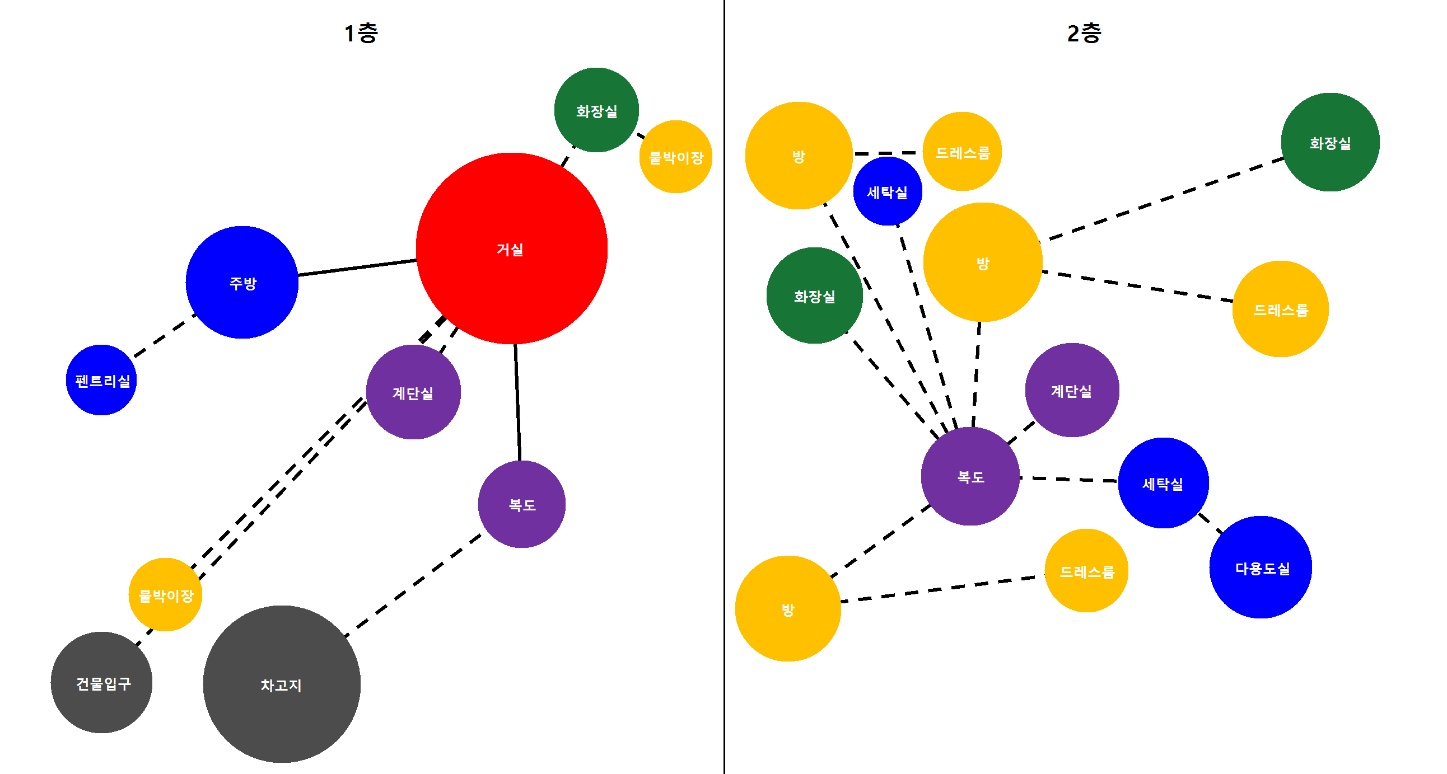 1층
화장실
붙박이장
거실
주방
펜트리실
계단실
복도
붙박이장
건물입구
차고지
2층
방
드레스룸
화장실
세탁실
방
화장실
드레스룸
계단실
복도
세탁실
다용도실
드레스룸
방